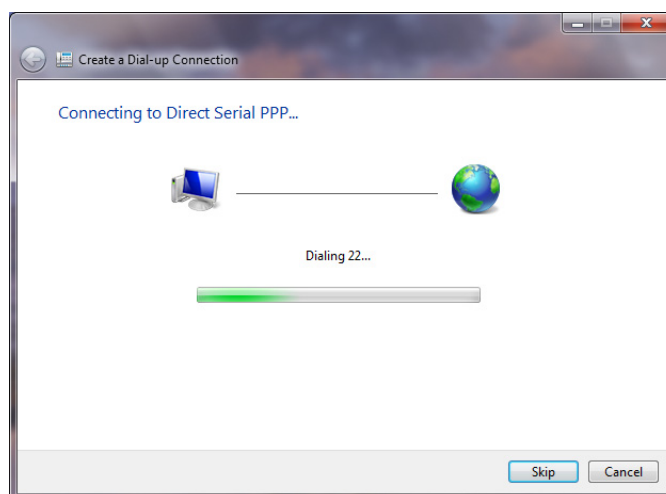 Create a Dial-up Connection
Connecting to Direct Serial PPP...
Dialing 22...
Skip
Cancel